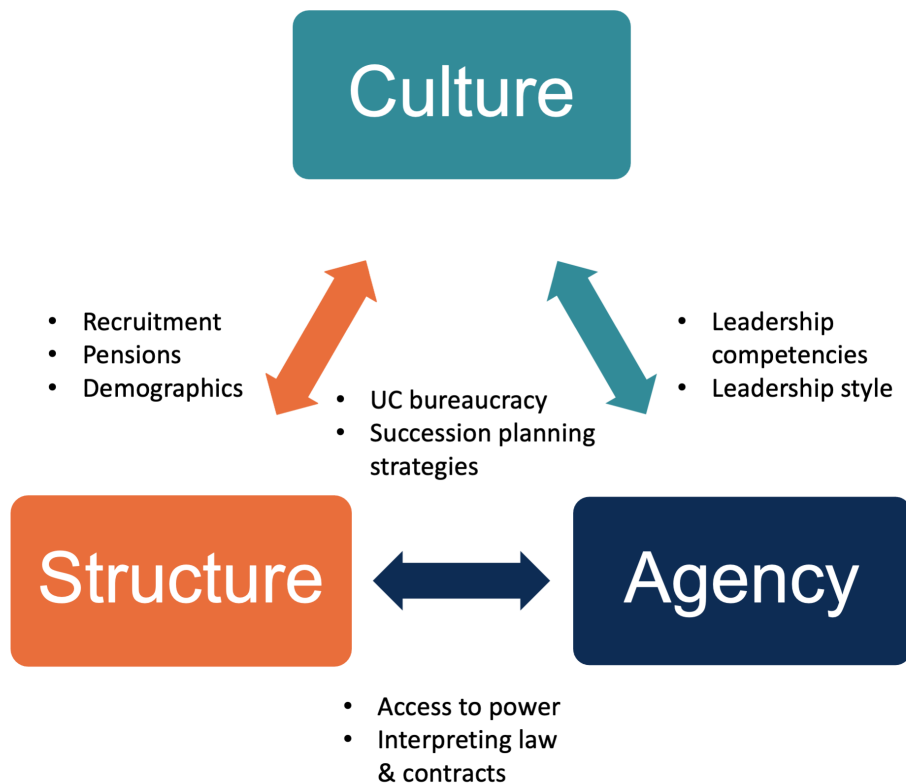 Culture
• Recruitment
• Pensions
• Demographics
• Leadership
competencies
• Leadership style
• UC bureaucracy
• Succession planning
strategies
Structure
Agency
• Access to power
• Interpreting law
& contracts